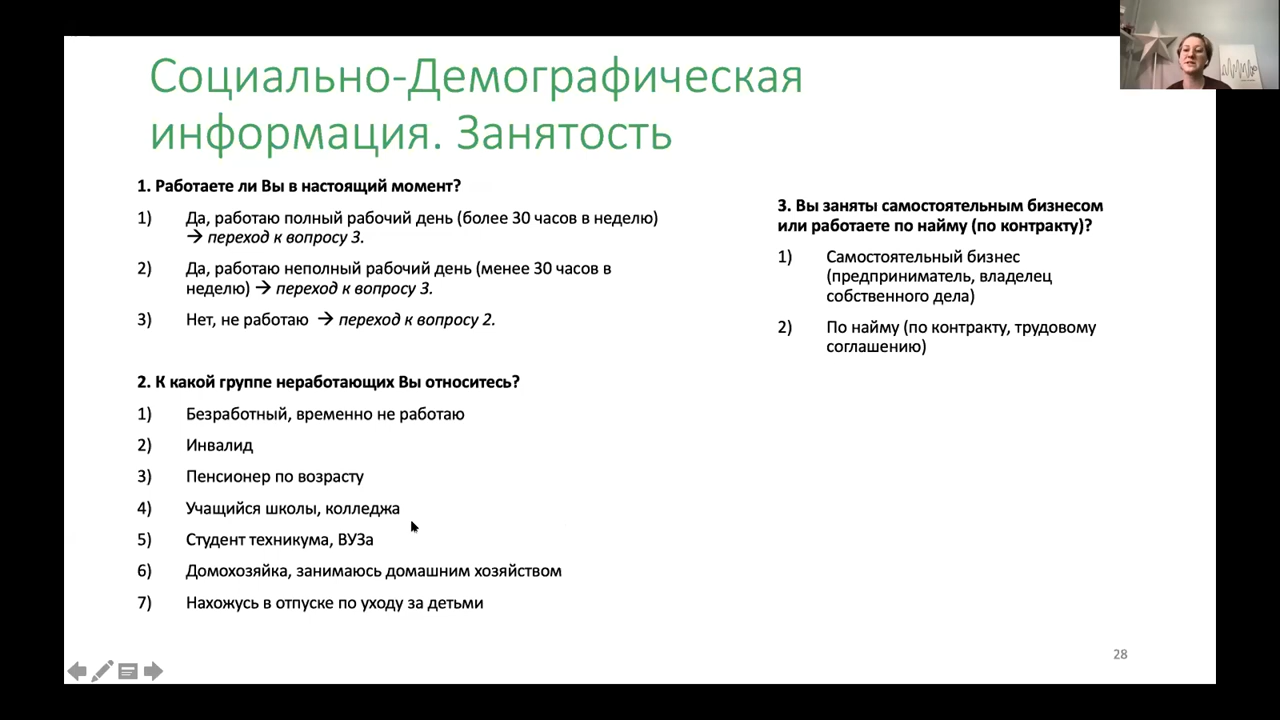 Социально-Демографическая
информация. Занятость
1. Работаете ли Вы в настоящий момент?
1) Да, работаю полный рабочий день (более 30 часов в неделю)
→ переход к вопросу 3.
2) Да, работаю неполный рабочий день (менее 30 часов в
неделю) → переход к вопросу 3.
3) Нет, не работаю → переход к вопросу 2.
2. К какой группе неработающих Вы относитесь?
1) Безработный, временно не работаю
2) Инвалид
3) Пенсионер по возрасту
4) Учащийся школы, колледжа
5) Студент техникума, ВУЗа
6) Домохозяйка, занимаюсь домашним хозяйством
7) Нахожусь в отпуске по уходу за детьми
3. Вы заняты самостоятельным бизнесом
или работаете по найму (по контракту)?
1) Самостоятельный бизнес
(предприниматель, владелец
собственного дела)
2) По найму (по контракту, трудовому
соглашению)
28